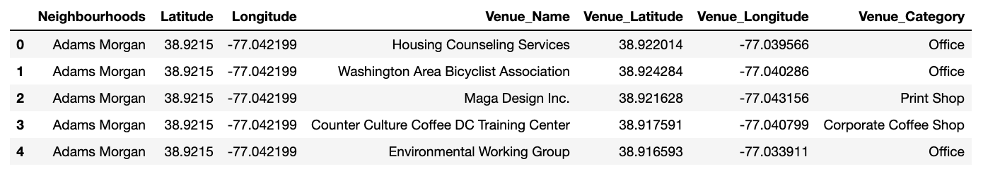 Neighbourhoods Latitude Longitude Venue_Name Venue_Latitude Venue_Longitude Venue_Category
0 Adams Morgan 38.9215 -77.042199 Housing Counseling Services 38.922014 -77.039566 Office
1 Adams Morgan 38.9215 -77.042199 Washington Area Bicyclist Association 38.924284 -77.040286 Office
2 Adams Morgan 38.9215 -77.042199 Maga Design Inc. 38.921628 -77.043156 Print Shop
3 Adams Morgan 38.9215 -77.042199 Counter Culture Coffee DC Training Center 38.917591 -77.040799 Corporate Coffee Shop
4 Adams Morgan 38.9215 -77.042199 Environmental Working Group 38.916593 -77.033911 Office